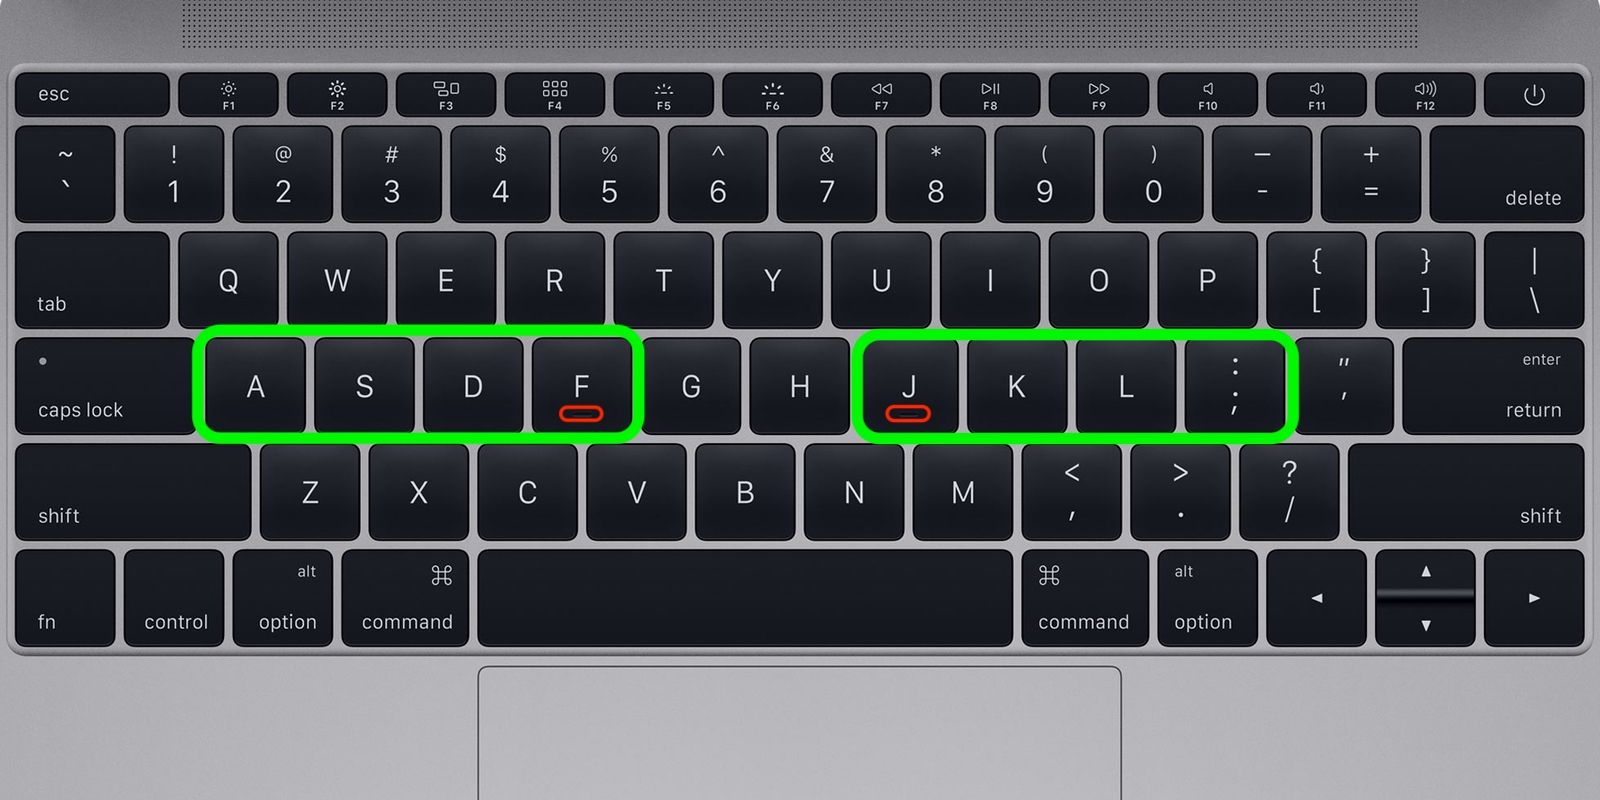 esc F1 F2 F3 F4 F5 F6 F7 F8 F9 F10 F11 F12
~ ! @ # $ % ^ & * ( ) — +
` 1 2 3 4 5 6 7 8 9 0 - = delete
tab Q W E R T Y U I O P { } |
[ ] \
caps lock A S D F G H J K L : " enter
; ' return
shift Z X C V B N M < > ? shift
, . /
alt ⌘ ⌘ alt
fn control option command command option